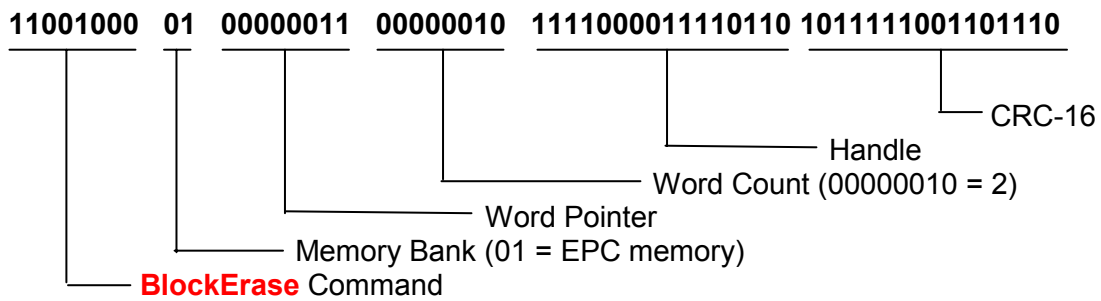 11001000 01 00000011 00000010 1111000011110110 1011111001101110
CRC-16
Handle
Word Count (00000010 = 2)
Word Pointer
Memory Bank (01 = EPC memory)
BlockErase Command